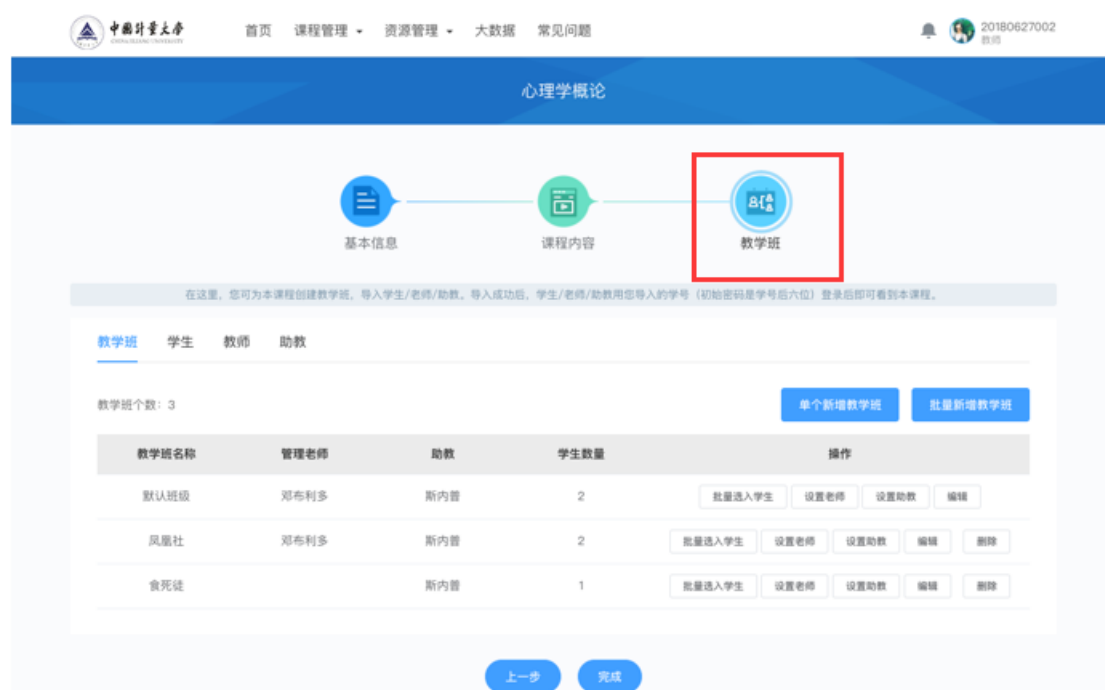 中国计量大学 首页 课程管理 资源管理 大数据 常见问题 20180627002
教师
心理学概论
基本信息 课程内容 教学班
在这里，您可为本课程创建教学班，导入学生/老师/助教。导入成功后，学生/老师/助教用您导入的学号（初始密码是学号后六位）登录后即可看到本课程。
教学班 学生 教师 助教
教学班个数：3 单个新增教学班 批量新增教学班
教学班名称 管理老师 助教 学生数量 操作
默认班级 邓布利多 斯内普 2 批量选入学生 设置老师 设置助教 编辑
凤凰社 邓布利多 斯内普 2 批量选入学生 设置老师 设置助教 编辑 删除
食死徒 斯内普 1 批量选入学生 设置老师 设置助教 编辑 删除
上一步 完成